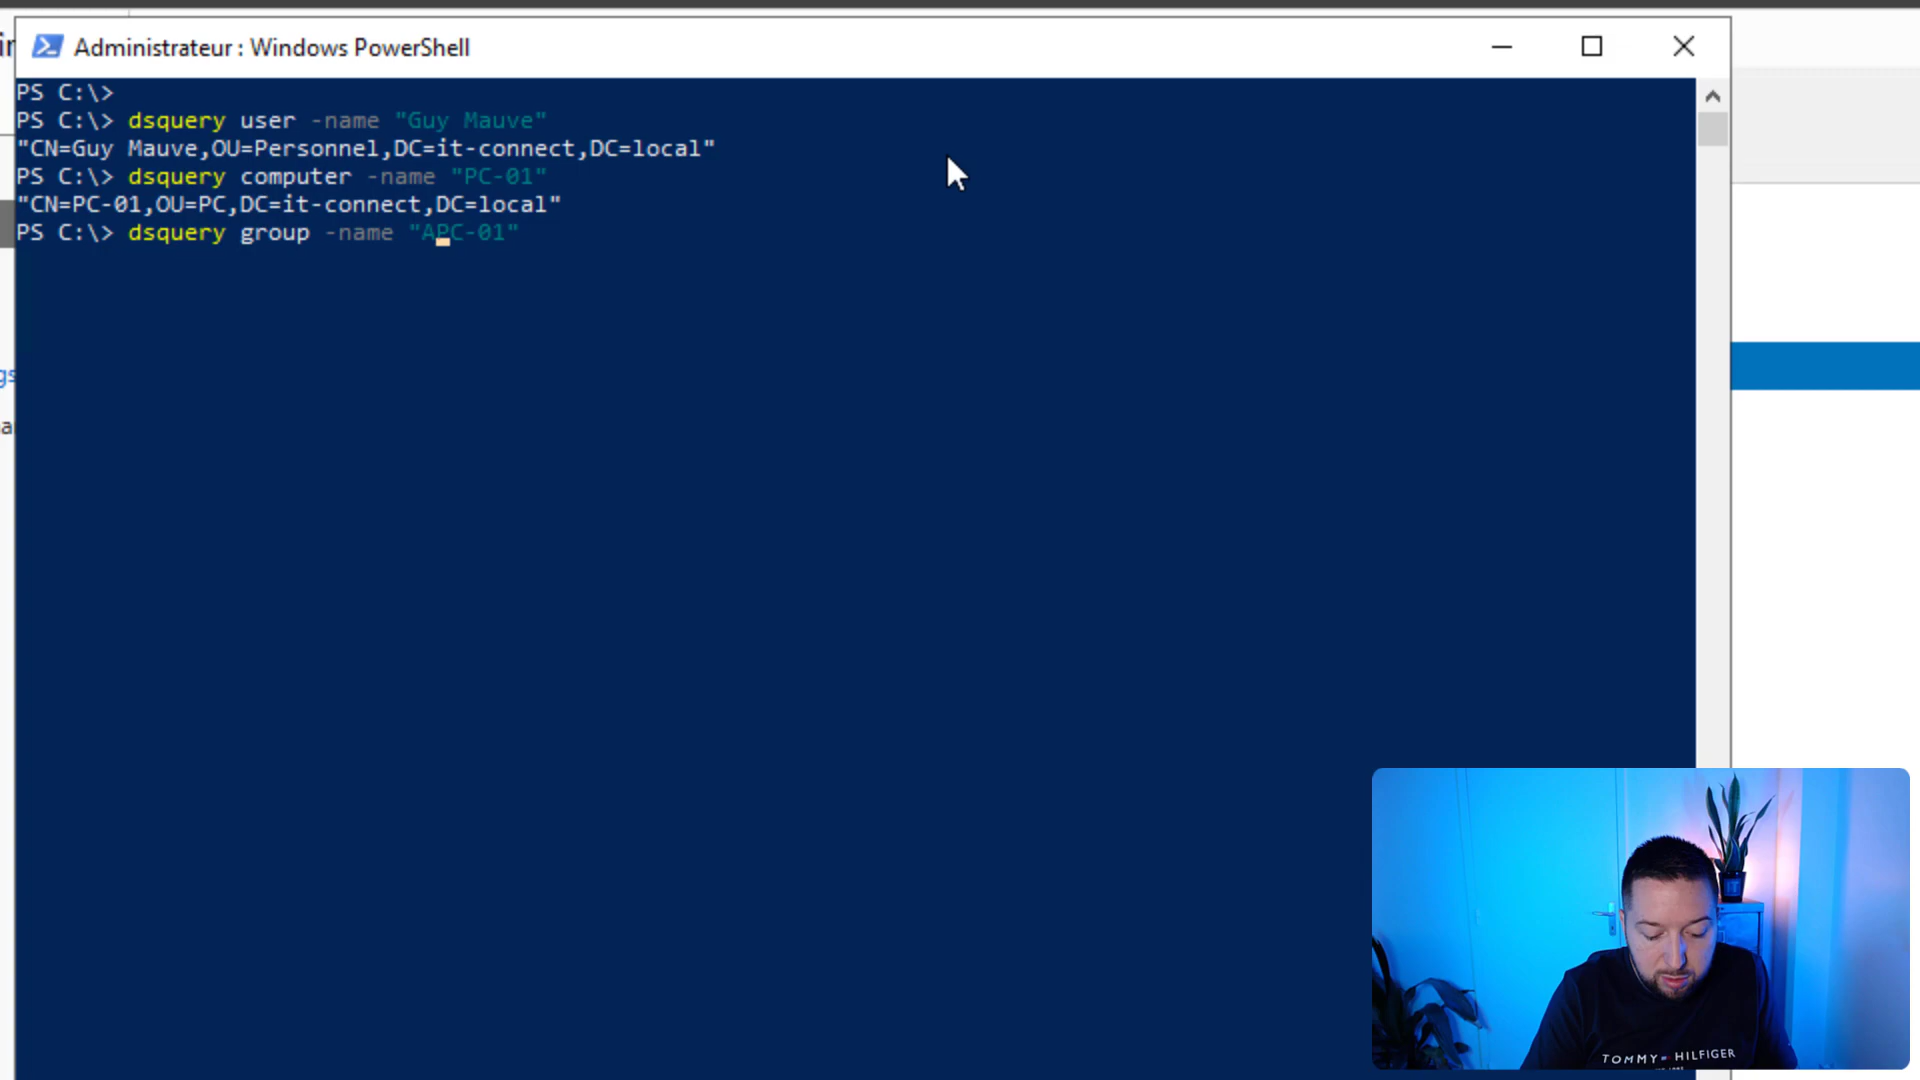 Administrateur : Windows PowerShell
PS C:\>
PS C:\> dsquery user -name "Guy Mauve"
"CN=Guy Mauve,OU=Personnel,DC=it-connect,DC=local"
PS C:\> dsquery computer -name "PC-01"
"CN=PC-01,OU=PC,DC=it-connect,DC=local"
PS C:\> dsquery group -name "APC-01"
TOMMY HILFIGER